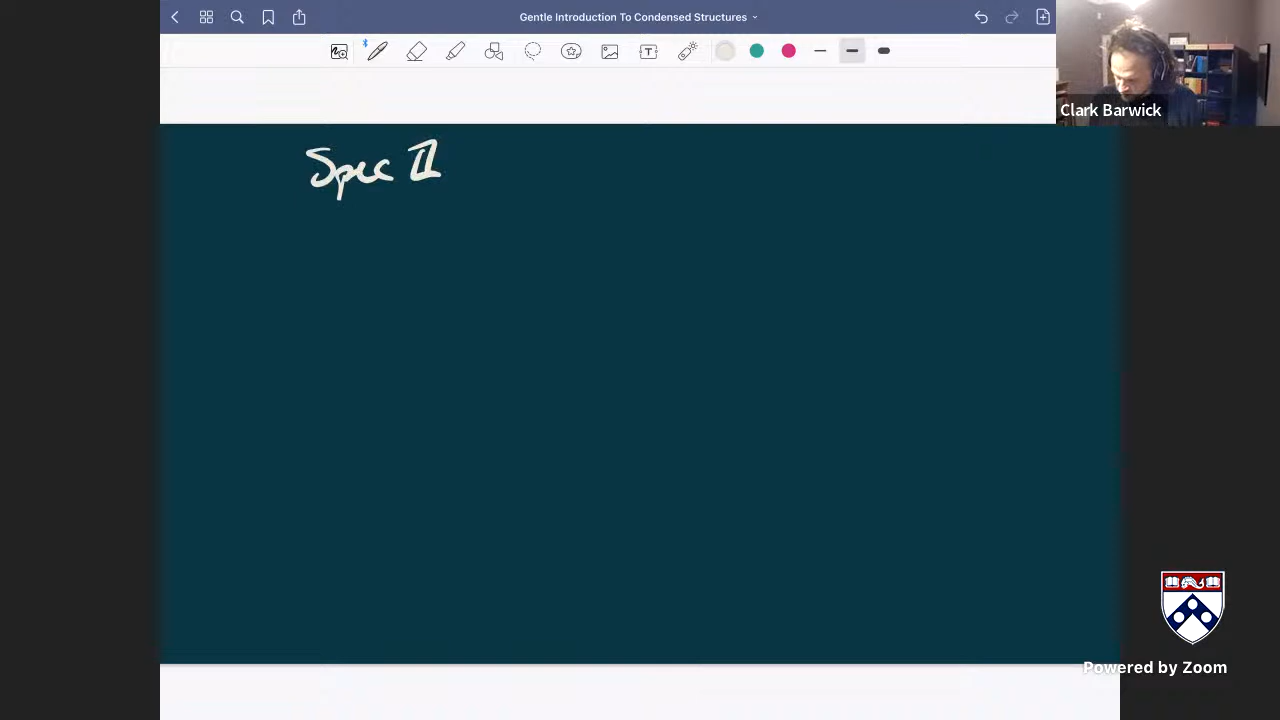 Gentle Introduction To Condensed Structures
T
Clark Barwick
Spec
Powered by Zoom